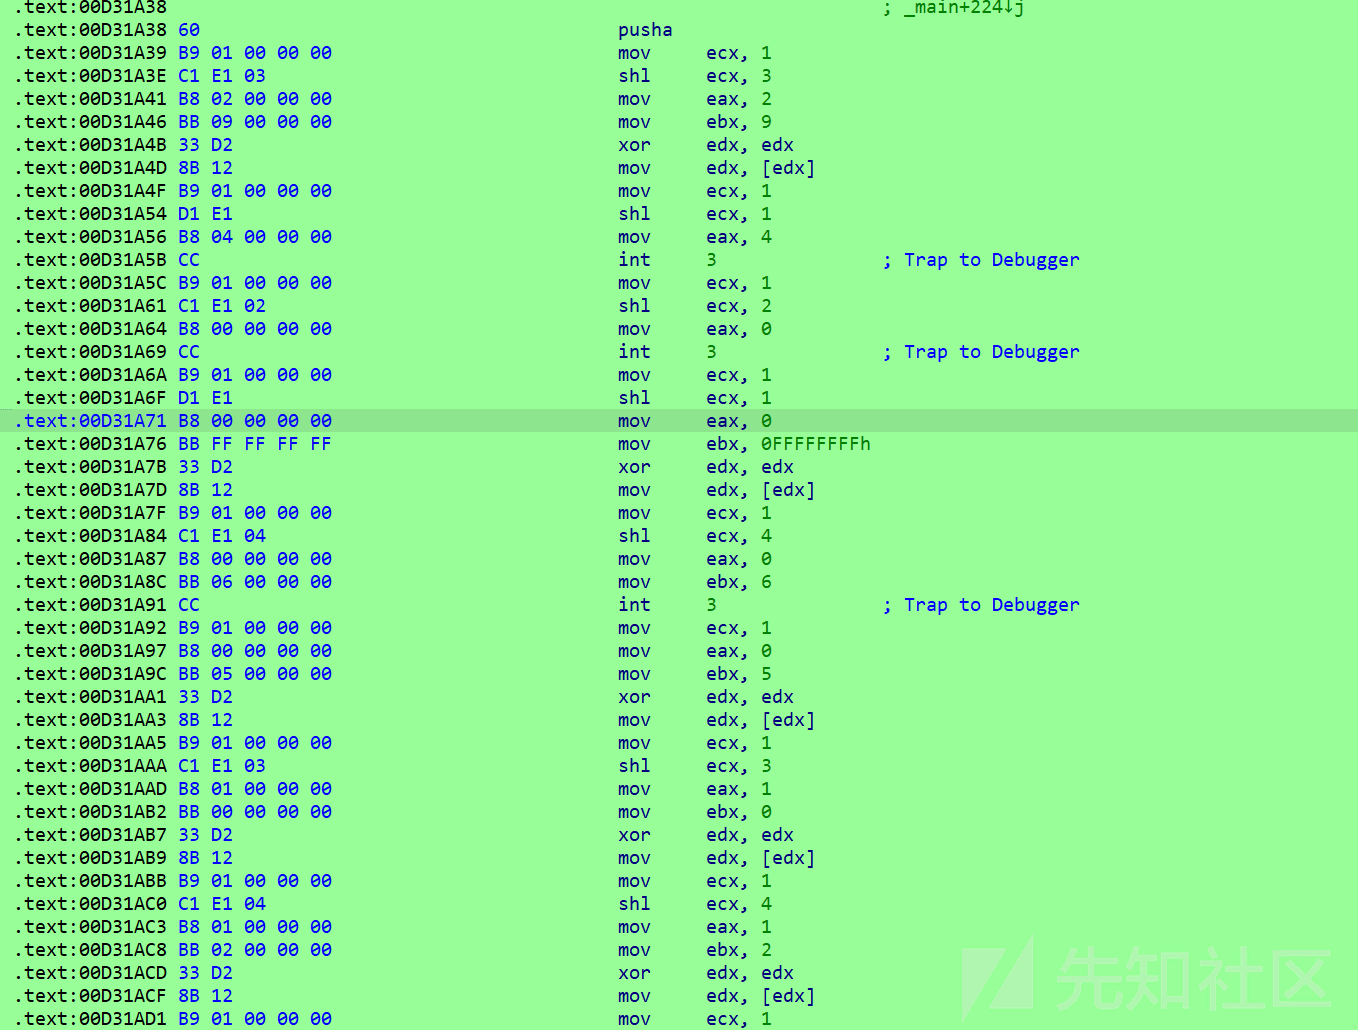 .text:00D31A38 ; _main+224↓j
.text:00D31A38 60 pusha
.text:00D31A39 B9 01 00 00 00 mov ecx, 1
.text:00D31A3E C1 E1 03 shl ecx, 3
.text:00D31A41 B8 02 00 00 00 mov eax, 2
.text:00D31A46 BB 09 00 00 00 mov ebx, 9
.text:00D31A4B 33 D2 xor edx, edx
.text:00D31A4D 8B 12 mov edx, [edx]
.text:00D31A4F B9 01 00 00 00 mov ecx, 1
.text:00D31A54 D1 E1 shl ecx, 1
.text:00D31A56 B8 04 00 00 00 mov eax, 4
.text:00D31A5B CC int 3 ; Trap to Debugger
.text:00D31A5C B9 01 00 00 00 mov ecx, 1
.text:00D31A61 C1 E1 02 shl ecx, 2
.text:00D31A64 B8 00 00 00 00 mov eax, 0
.text:00D31A69 CC int 3 ; Trap to Debugger
.text:00D31A6A B9 01 00 00 00 mov ecx, 1
.text:00D31A6F D1 E1 shl ecx, 1
.text:00D31A71 B8 00 00 00 00 mov eax, 0
.text:00D31A76 BB FF FF FF FF mov ebx, 0FFFFFFFFh
.text:00D31A7B 33 D2 xor edx, edx
.text:00D31A7D 8B 12 mov edx, [edx]
.text:00D31A7F B9 01 00 00 00 mov ecx, 1
.text:00D31A84 C1 E1 04 shl ecx, 4
.text:00D31A87 B8 00 00 00 00 mov eax, 0
.text:00D31A8C BB 06 00 00 00 mov ebx, 6
.text:00D31A91 CC int 3 ; Trap to Debugger
.text:00D31A92 B9 01 00 00 00 mov ecx, 1
.text:00D31A97 B8 00 00 00 00 mov eax, 0
.text:00D31A9C BB 05 00 00 00 mov ebx, 5
.text:00D31AA1 33 D2 xor edx, edx
.text:00D31AA3 8B 12 mov edx, [edx]
.text:00D31AA5 B9 01 00 00 00 mov ecx, 1
.text:00D31AAA C1 E1 03 shl ecx, 3
.text:00D31AAD B8 01 00 00 00 mov eax, 1
.text:00D31AB2 BB 00 00 00 00 mov ebx, 0
.text:00D31AB7 33 D2 xor edx, edx
.text:00D31AB9 8B 12 mov edx, [edx]
.text:00D31ABB B9 01 00 00 00 mov ecx, 1
.text:00D31AC0 C1 E1 04 shl ecx, 4
.text:00D31AC3 B8 01 00 00 00 mov eax, 1
.text:00D31AC8 BB 02 00 00 00 mov ebx, 2
.text:00D31ACD 33 D2 xor edx, edx
.text:00D31ACF 8B 12 mov edx, [edx]
.text:00D31AD1 B9 01 00 00 00 mov ecx, 1
先知社区